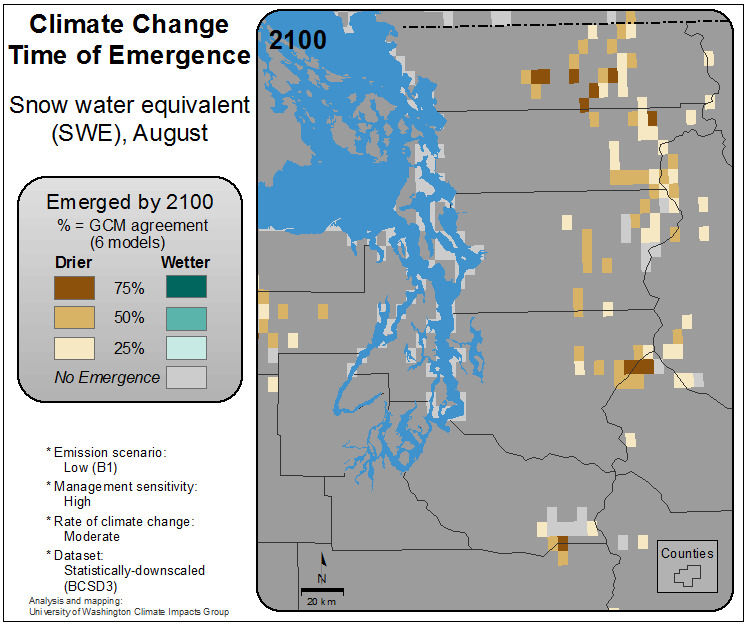 Climate Change
Time of Emergence
Snow water equivalent
(SWE), August
Emerged by 2100
% = GCM agreement
(6 models)
Drier Wetter
75%
50%
25%
No Emergence
* Emission scenario:
Low (B1)
* Management sensitivity:
High
* Rate of climate change:
Moderate
* Dataset:
Statistically-downscaled
(BCSD3)
Analysis and mapping:
University of Washington Climate Impacts Group
2100
N
20 km
Counties